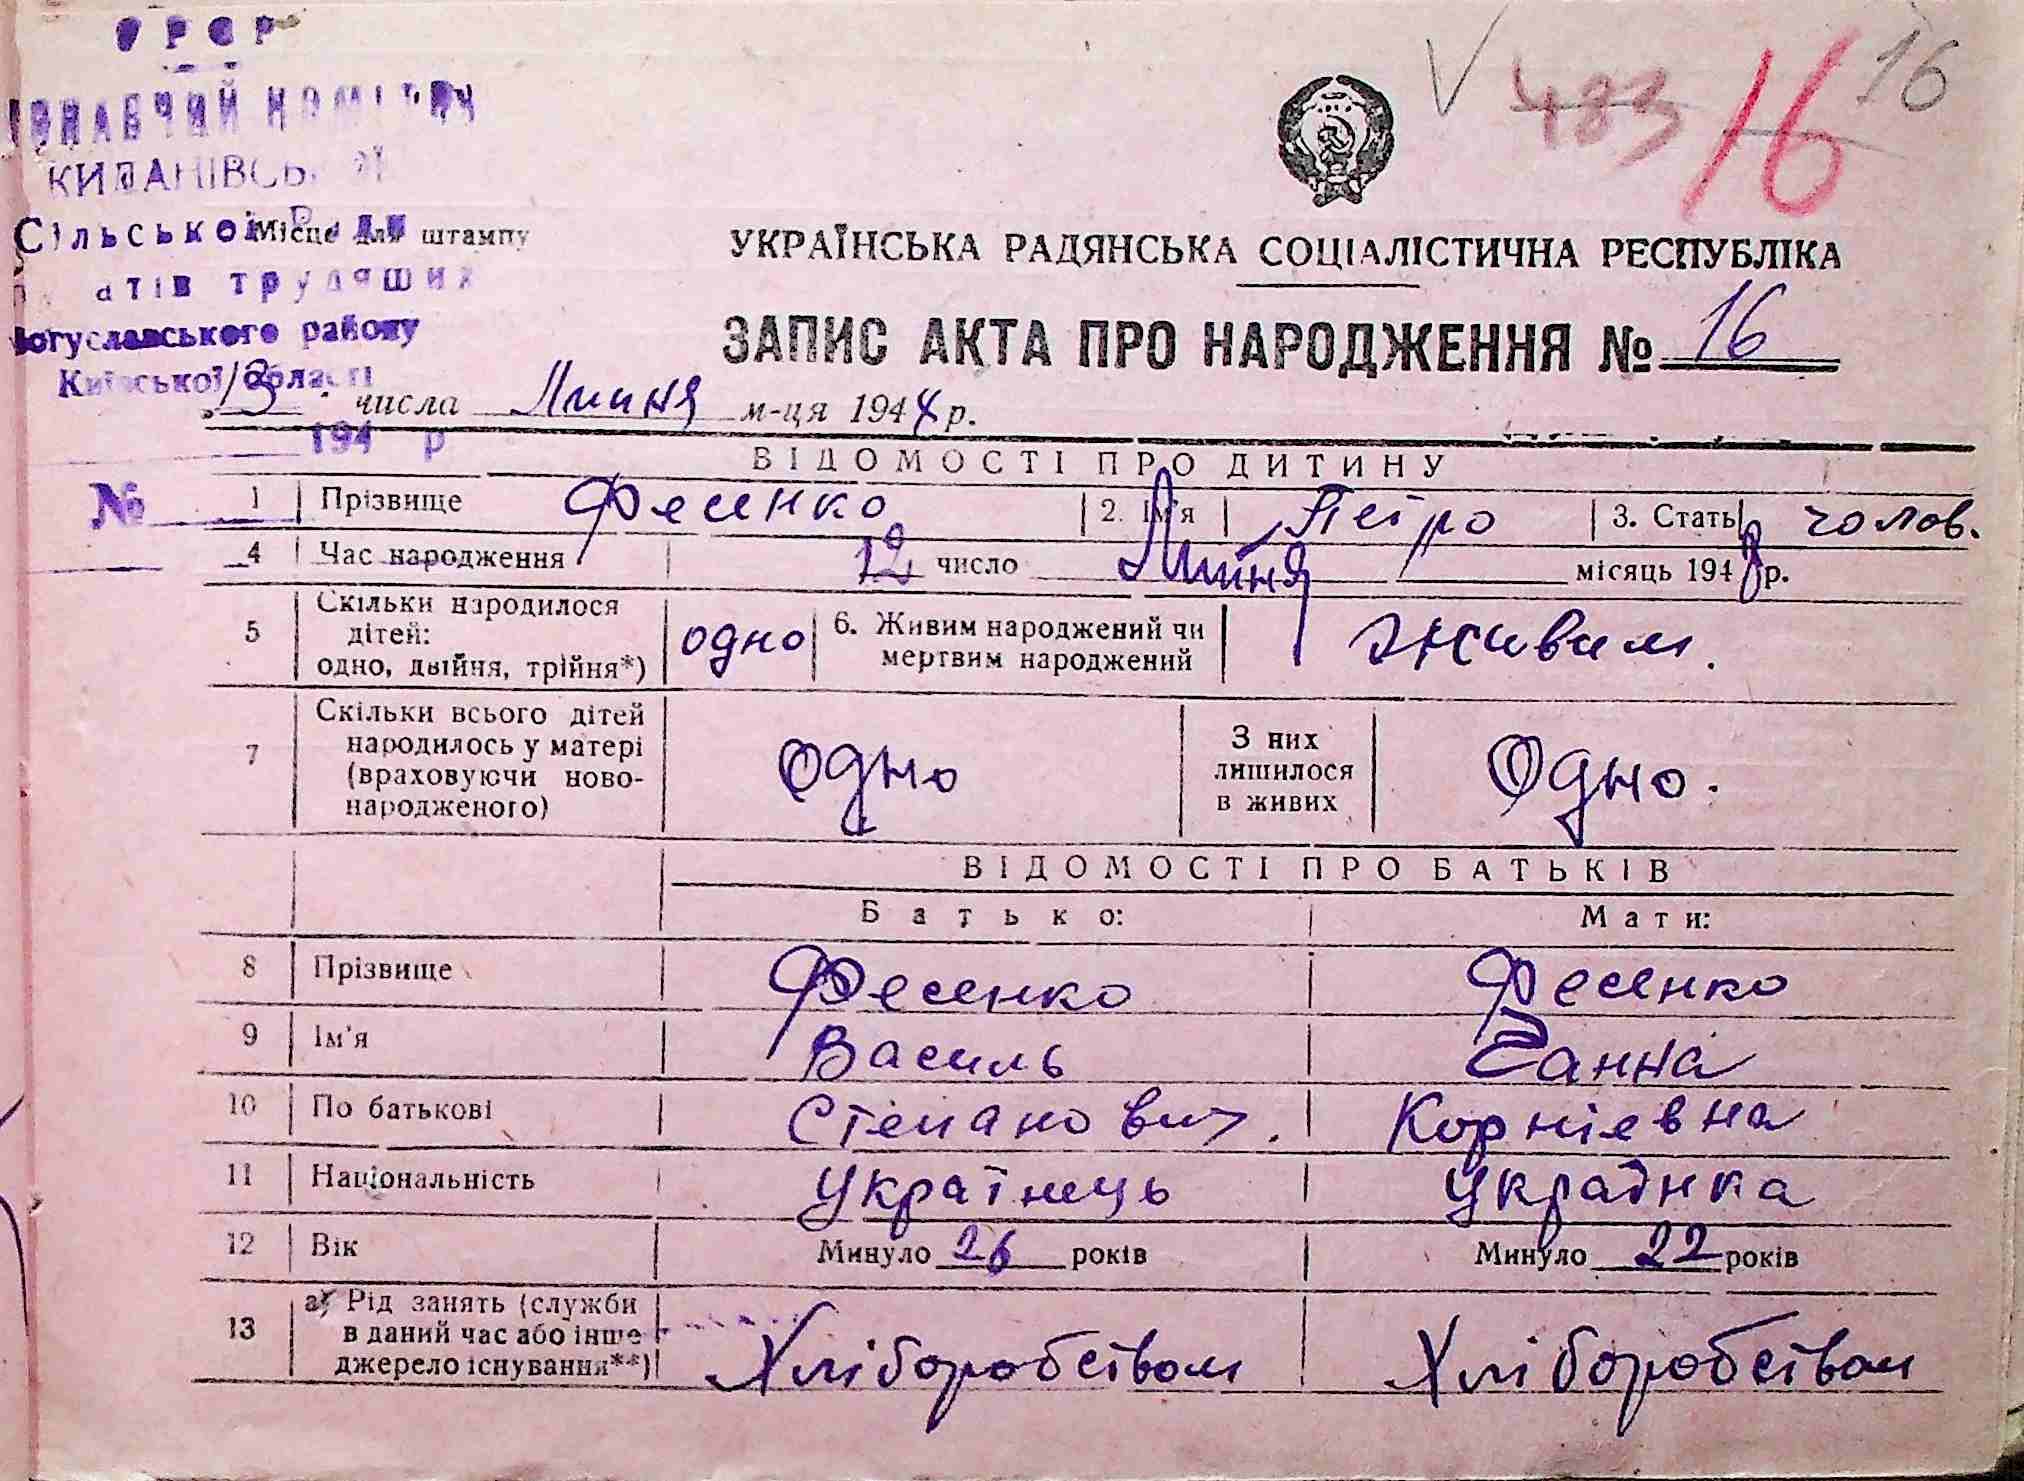 УРСР
ВИКОНАВЧИЙ КОМІТЕТ
КИДАНІВСЬКОЇ
Сільської Ради
депутатів трудящих
Богуславського району
Київської області
194 р
№
Місце для штампу
V 483 16 16
УКРАЇНСЬКА РАДЯНСЬКА СОЦІАЛІСТИЧНА РЕСПУБЛІКА
ЗАПИС АКТА ПРО НАРОДЖЕННЯ № 16
13 числа Липня м-ця 194 р.
ВІДОМОСТІ ПРО ДИТИНУ
1 Прізвище Фесенко 2. Ім'я Петро 3. Стать чолов.
4 Час народження 12 число Липня місяць 194 р.
5 Скільки народилося дітей: одно, двійня, трійня*) одно 6. Живим народжений чи мертвим народжений живим.
7 Скільки всього дітей народилось у матері (враховуючи ново-народженого) Одно З них лишилося в живих Одно.
ВІДОМОСТІ ПРО БАТЬКІВ
Батько: Мати:
8 Прізвище Фесенко Фесенко
9 Ім'я Василь Ганна
10 По батькові Степанович. Корніевна
11 Національність Українець Українка
12 Вік Минуло 26 років Минуло 22 років
13 а) Рід занять (служби в даний час або інше джерело існування**) Хліборобством Хліборобством